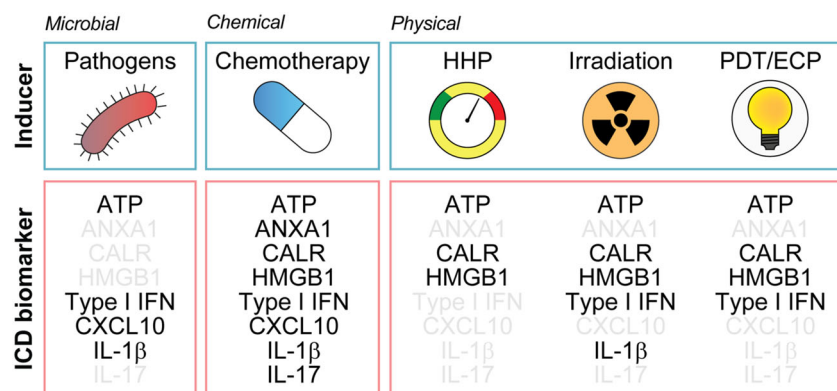 Microbial
Chemical
Physical
Inducer
Pathogens
Chemotherapy
HHP
Irradiation
PDT/ECP
ICD biomarker
ATP
ANXA1
CALR
HMGB1
Type I IFN
CXCL10
IL-1β
IL-17
ATP
ANXA1
CALR
HMGB1
Type I IFN
CXCL10
IL-1β
IL-17
ATP
ANXA1
CALR
HMGB1
Type I IFN
CXCL10
IL-1β
IL-17
ATP
ANXA1
CALR
HMGB1
Type I IFN
CXCL10
IL-1β
IL-17
ATP
ANXA1
CALR
HMGB1
Type I IFN
CXCL10
IL-1β
IL-17